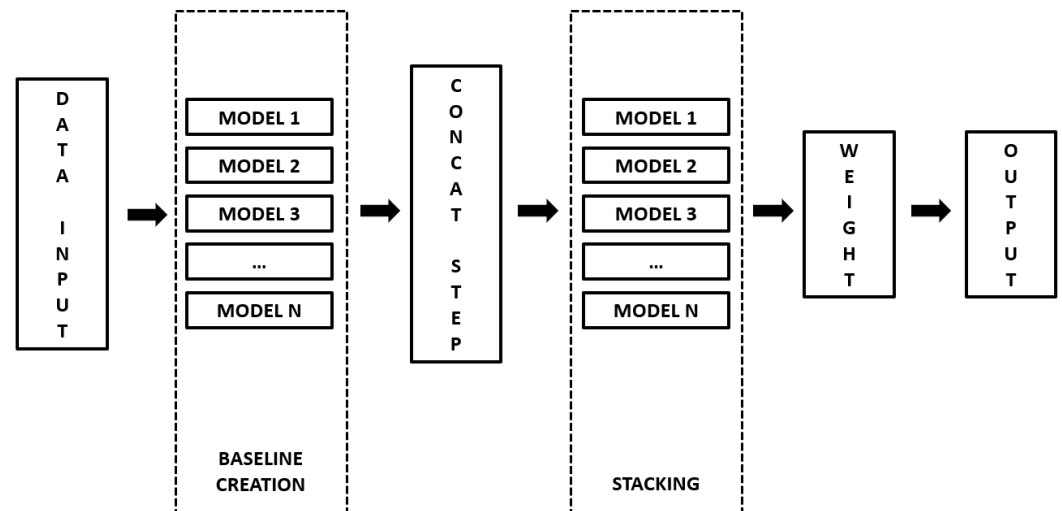 DATA INPUT
MODEL 1
MODEL 2
MODEL 3
...
MODEL N
BASELINE
CREATION
CONCAT STEP
MODEL 1
MODEL 2
MODEL 3
...
MODEL N
STACKING
WEIGHT
OUTPUT